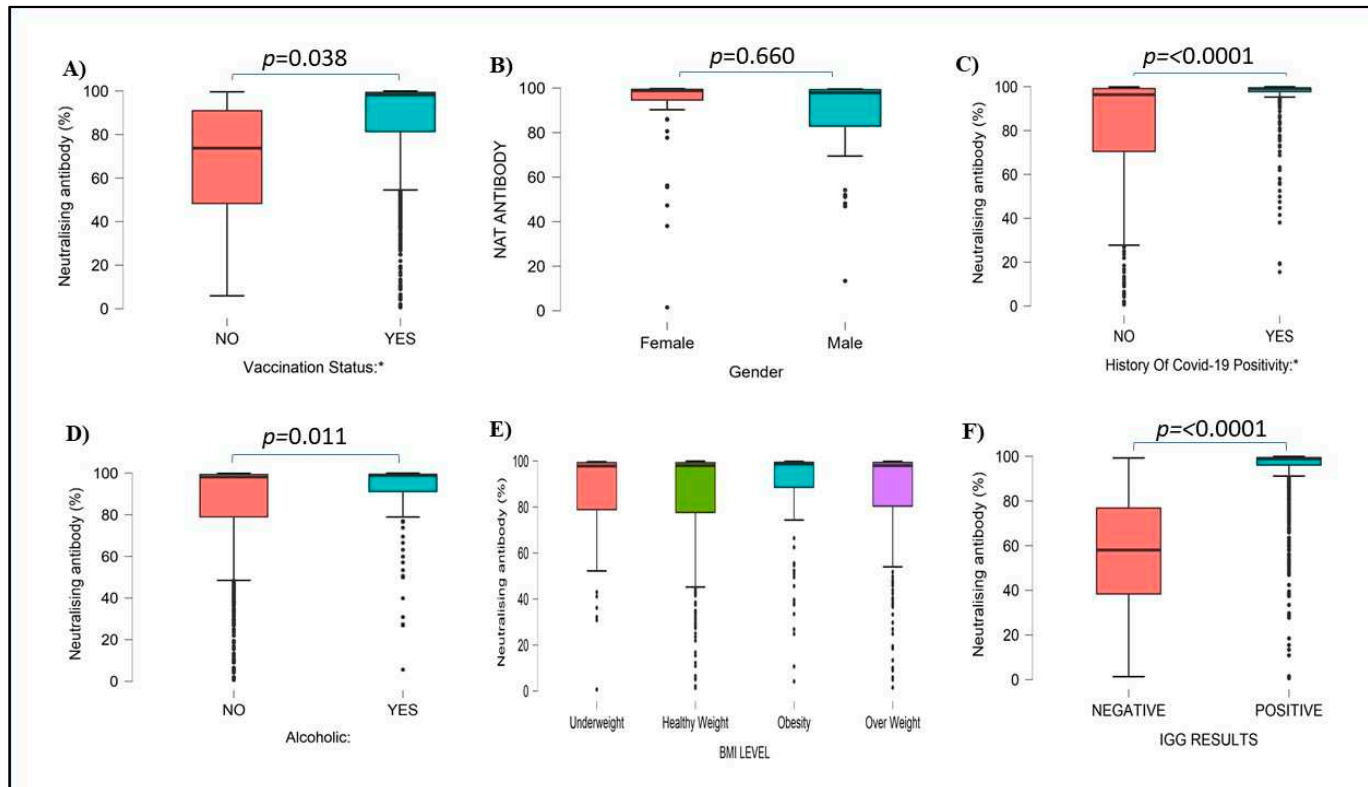 A)
p=0.038
Neutralising antibody (%)
100
80
60
40
20
0
NO YES
Vaccination Status:*
B)
p=0.660
NAT ANTIBODY
100
80
60
40
20
0
Female Male
Gender
C)
p=<0.0001
Neutralising antibody (%)
100
80
60
40
20
0
NO YES
History Of Covid-19 Positivity:*
D)
p=0.011
Neutralising antibody (%)
100
80
60
40
20
0
NO YES
Alcoholic:
E)
Neutralising antibody (%)
100
80
60
40
20
0
Underweight Healthy Weight Obesity Over Weight
BMI LEVEL
F)
p=<0.0001
Neutralising antibody (%)
100
80
60
40
20
0
NEGATIVE POSITIVE
IGG RESULTS